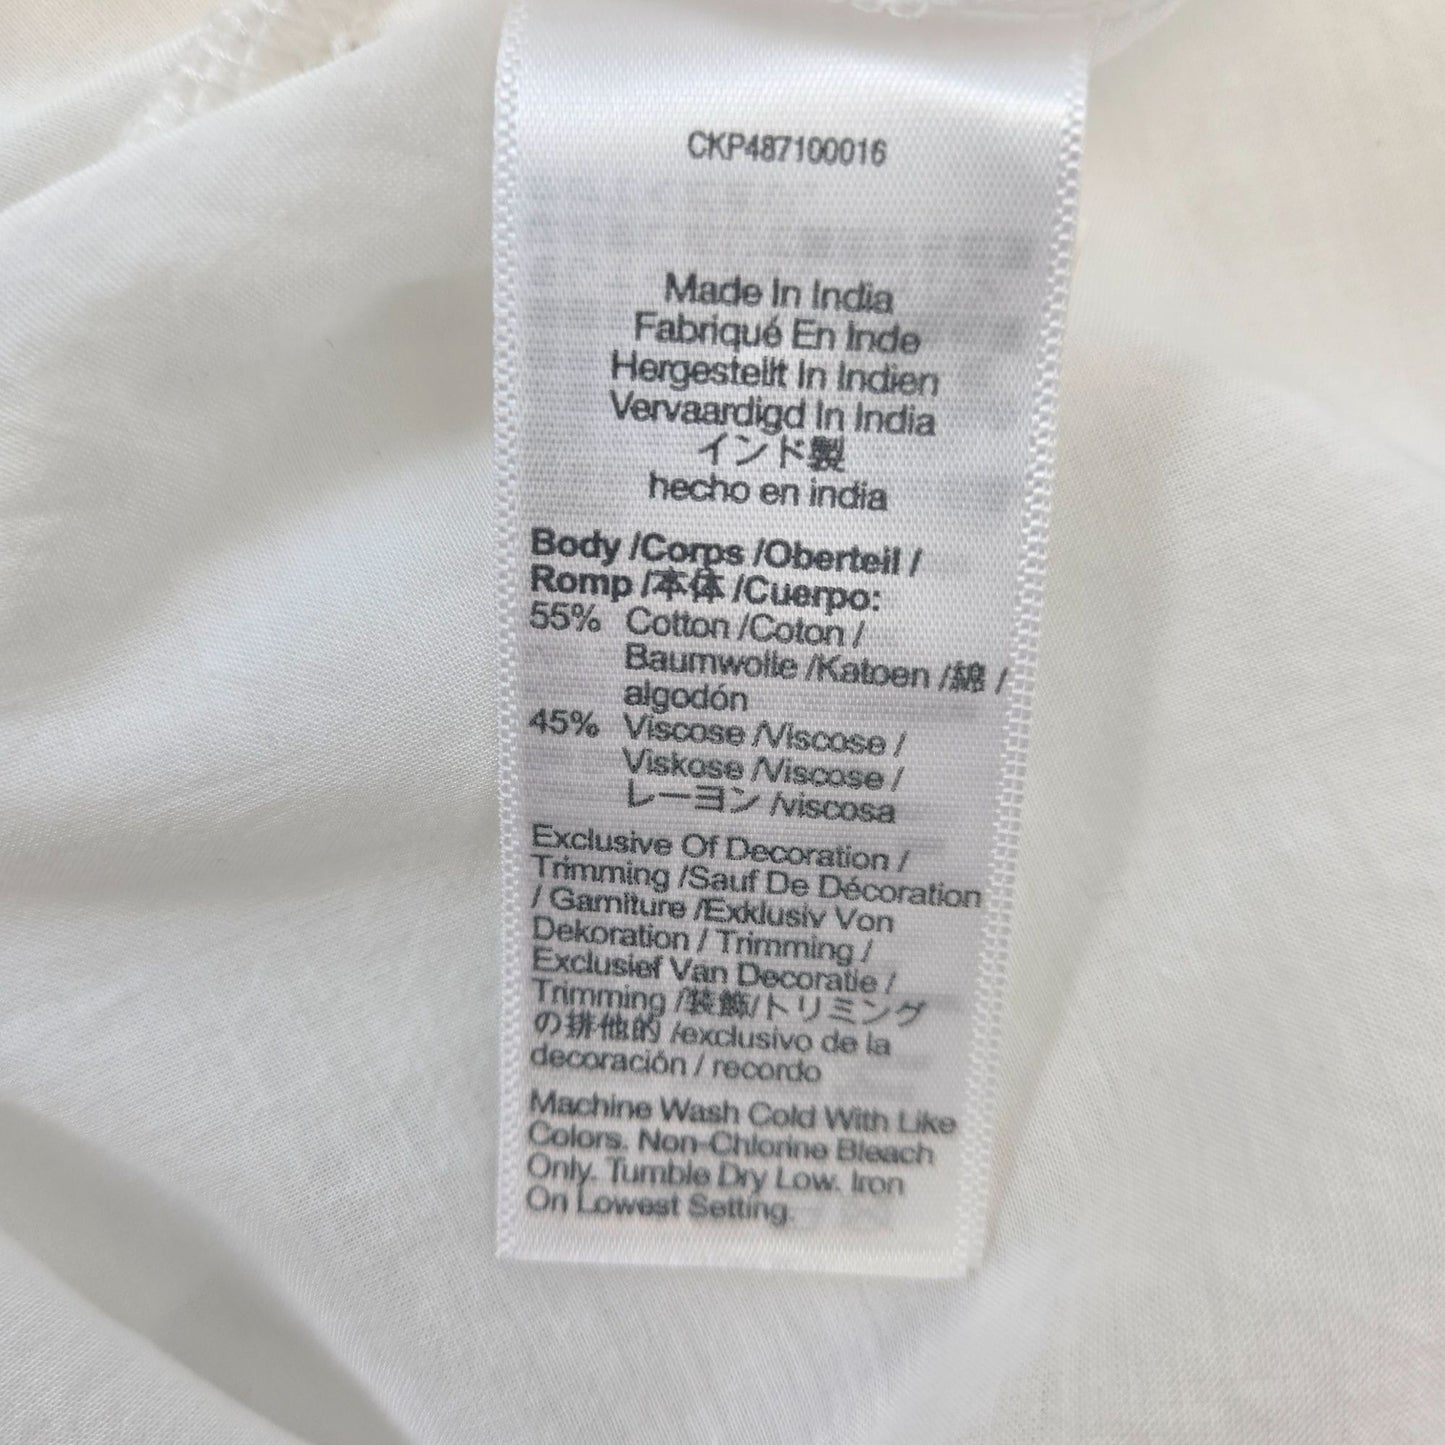 CKP487100016
Made In India
Fabriqué En Inde
Hergestellt In Indien
Vervaardigd In India
インド製
hecho en india
Body /Corps /Oberteil /
Romp /本体 /Cuerpo:
55% Cotton /Coton /
Baumwolle /Katoen /綿 /
algodón
45% Viscose /Viscose /
Viskose /Viscose /
レーヨン /viscosa
Exclusive Of Decoration /
Trimming /Sauf De Décoration
/ Garniture /Exklusiv Von
Dekoration / Trimming /
Exclusief Van Decoratie /
Trimming /装飾/トリミング
の排他的 /exclusivo de la
decoración / recordo
Machine Wash Cold With Like
Colors. Non-Chlorine Bleach
Only. Tumble Dry Low. Iron
On Lowest Setting.